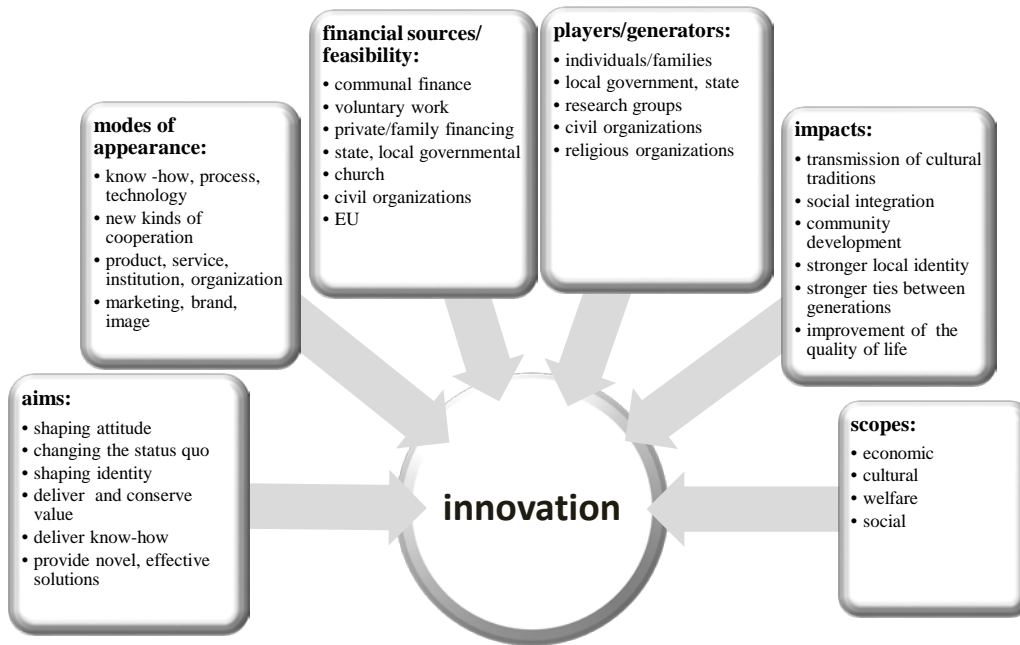 aims:
• shaping attitude
• changing the status quo
• shaping identity
• deliver and conserve
value
• deliver know-how
• provide novel, effective
solutions
modes of
appearance:
• know -how, process,
technology
• new kinds of
cooperation
• product, service,
institution, organization
• marketing, brand,
image
financial sources/
feasibility:
• communal finance
• voluntary work
• private/family financing
• state, local governmental
• church
• civil organizations
• EU
players/generators:
• individuals/families
• local government, state
• research groups
• civil organizations
• religious organizations
impacts:
• transmission of cultural
traditions
• social integration
• community
development
• stronger local identity
• stronger ties between
generations
• improvement of the
quality of life
scopes:
• economic
• cultural
• welfare
• social
innovation